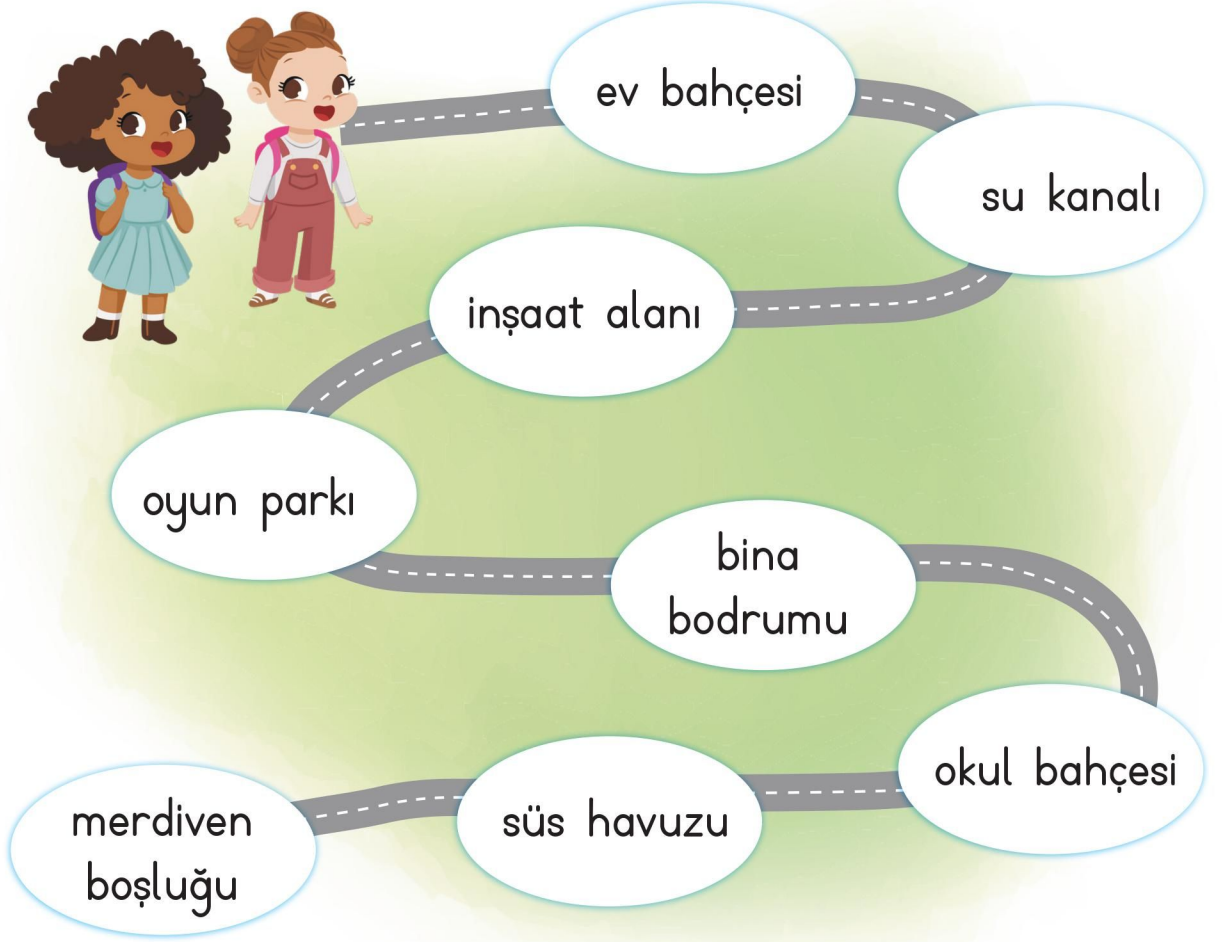 ev bahçesi
su kanalı
inşaat alanı
oyun parkı
bina
bodrumu
okul bahçesi
süs havuzu
merdiven
boşluğu